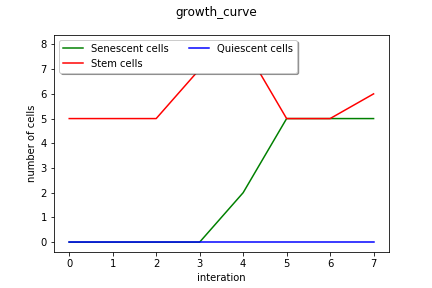 growth_curve
Senescent cells
Quiescent cells
Stem cells
number of cells
8
7
6
5
4
3
2
1
0
0 1 2 3 4 5 6 7
interation